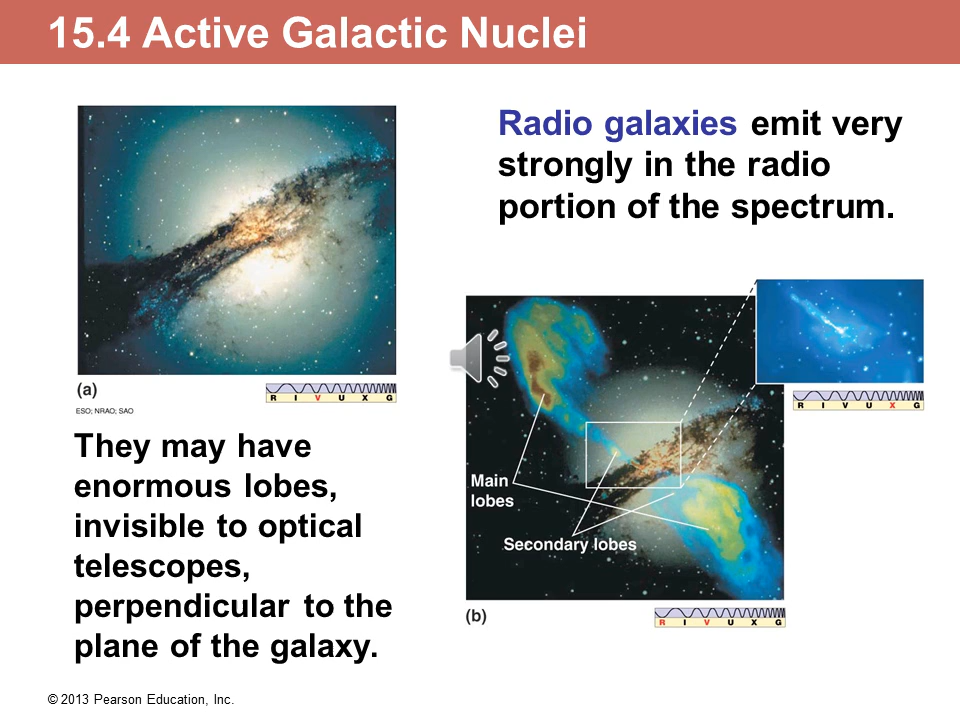 15.4 Active Galactic Nuclei
Radio galaxies emit very
strongly in the radio
portion of the spectrum.
(a)
R I V U X G
ESO; NRAO; SAO
They may have
enormous lobes,
invisible to optical
telescopes,
perpendicular to the
plane of the galaxy.
R I V U X G
Main
lobes
Secondary lobes
(b)
R I V U X G
© 2013 Pearson Education, Inc.